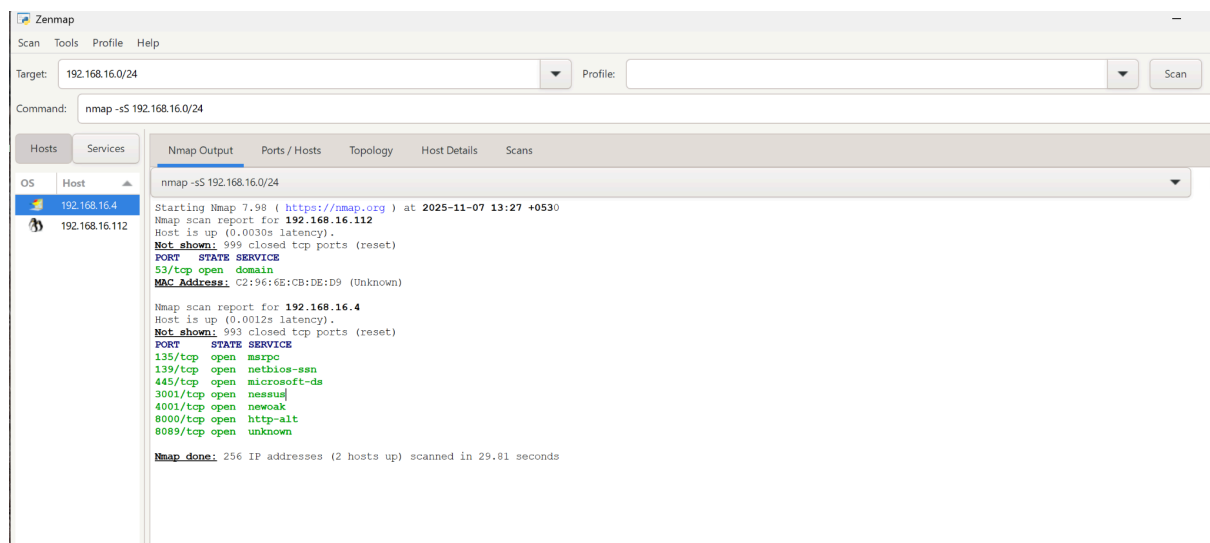 Zenmap
Scan Tools Profile Help
Target: 192.168.16.0/24 Profile: Scan
Command: nmap -sS 192.168.16.0/24
Hosts Services
OS Host
192.168.16.4
192.168.16.112
Nmap Output Ports / Hosts Topology Host Details Scans
nmap -sS 192.168.16.0/24
Starting Nmap 7.98 ( https://nmap.org ) at 2025-11-07 13:27 +0530
Nmap scan report for 192.168.16.112
Host is up (0.0030s latency).
Not shown: 999 closed tcp ports (reset)
PORT STATE SERVICE
53/tcp open domain
MAC Address: C2:96:6E:CB:DE:D9 (Unknown)
Nmap scan report for 192.168.16.4
Host is up (0.0012s latency).
Not shown: 993 closed tcp ports (reset)
PORT STATE SERVICE
135/tcp open msrpc
139/tcp open netbios-ssn
445/tcp open microsoft-ds
3001/tcp open nessus
4001/tcp open newoak
8000/tcp open http-alt
8089/tcp open unknown
Nmap done: 256 IP addresses (2 hosts up) scanned in 29.81 seconds